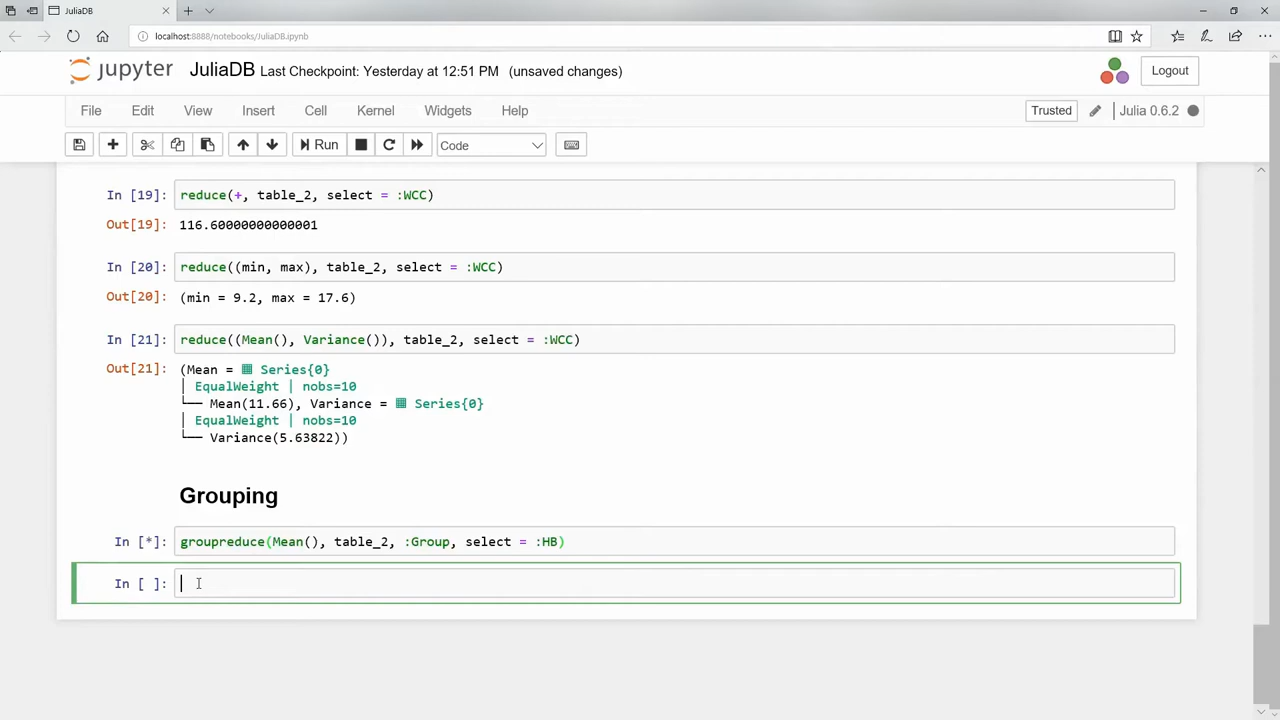 JuliaDB
localhost:8888/notebooks/JuliaDB.ipynb
jupyter JuliaDB Last Checkpoint: Yesterday at 12:51 PM (unsaved changes) Logout
File Edit View Insert Cell Kernel Widgets Help Trusted Julia 0.6.2
Run Code
In [19]: reduce(+, table_2, select = :WCC)
Out[19]: 116.60000000000001
In [20]: reduce((min, max), table_2, select = :WCC)
Out[20]: (min = 9.2, max = 17.6)
In [21]: reduce((Mean(), Variance()), table_2, select = :WCC)
Out[21]: (Mean = ▦ Series{0}
│ EqualWeight | nobs=10
└── Mean(11.66), Variance = ▦ Series{0}
│ EqualWeight | nobs=10
└── Variance(5.63822))
Grouping
In [*]: groupreduce(Mean(), table_2, :Group, select = :HB)
In [ ]: